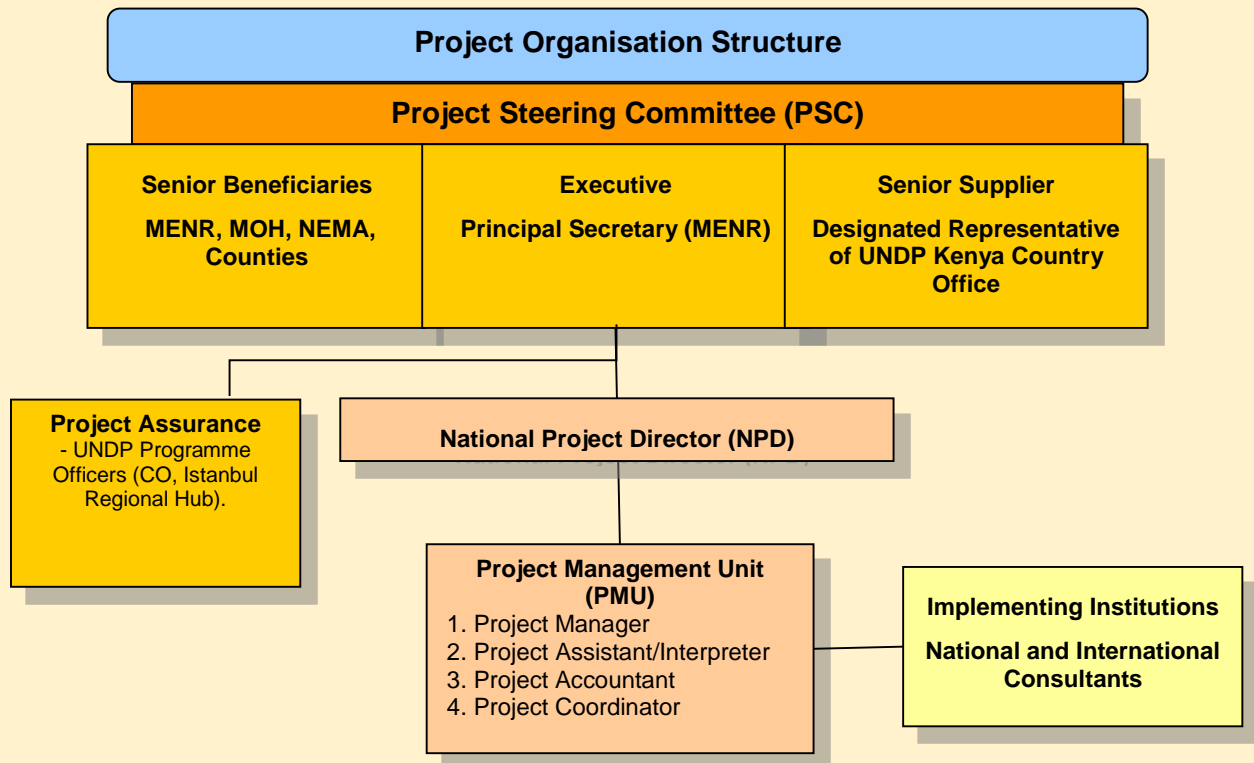 Project Organisation Structure
Project Steering Committee (PSC)
Senior Beneficiaries
MENR, MOH, NEMA,
Counties
Executive
Principal Secretary (MENR)
Senior Supplier
Designated Representative
of UNDP Kenya Country
Office
Project Assurance
- UNDP Programme
Officers (CO, Istanbul
Regional Hub).
National Project Director (NPD)
Project Management Unit
(PMU)
1. Project Manager
2. Project Assistant/Interpreter
3. Project Accountant
4. Project Coordinator
Implementing Institutions
National and International
Consultants